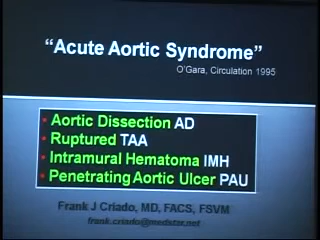 “Acute Aortic Syndrome”
O'Gara, Circulation 1995
• Aortic Dissection AD
• Ruptured TAA
• Intramural Hematoma IMH
• Penetrating Aortic Ulcer PAU
Frank J Criado, MD, FACS, FSVM
frank.criado@medstar.net